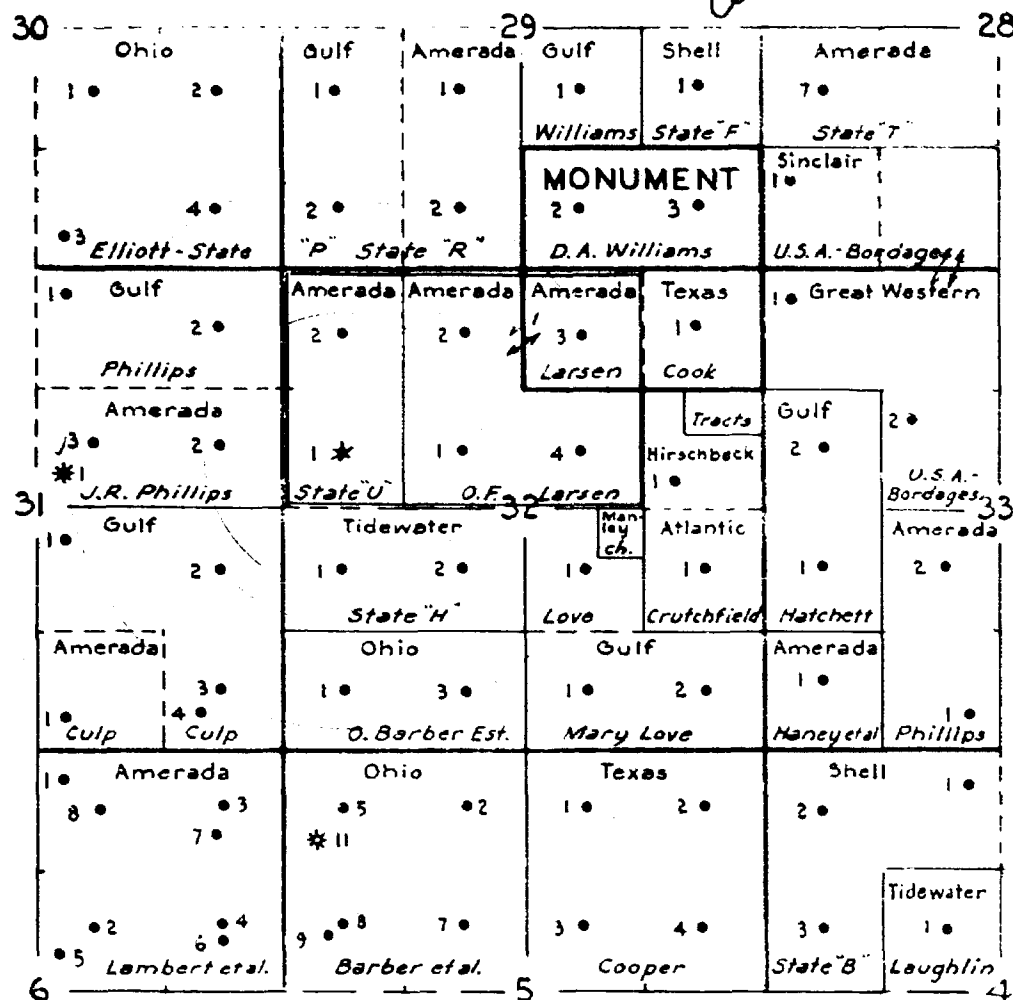 30 29 28
Ohio Gulf Amerada Gulf Shell Amerada
1 2 1 1 1 1 7
Williams State "F" State "T"
MONUMENT Sinclair
1
4 2 2 2 3
3
Elliott-State "P" State "R" D.A. Williams U.S.A.-Bordages
Gulf Amerada Amerada Amerada Texas Great Western
1 1
2 2 2 1 3 1
Phillips Larsen Cook
Amerada Tracts Gulf
2
3 2 1 1 4 Hirschbeck 2
1 1 U.S.A.-
J.R. Phillips State "U" O.F. Larsen Bordages
31 32 33
Gulf Tidewater Man- Atlantic Amerada
ley
ch.
1
2 1 2 1 1 1 2
State "H" Love Crutchfield Hatchett
Amerada Ohio Gulf Amerada
3 1 3 1 2 1
1 4 1
Culp Culp O. Barber Est. Mary Love Haney etal Phillips
Amerada Ohio Texas Shell
1 1
8 3 5 2 1 2 2
7 11
Tidewater
2 4 8 7 3 4 3 1
5 6 9
Lambert et al. Barber et al. Cooper State "B" Laughlin
6 5 4